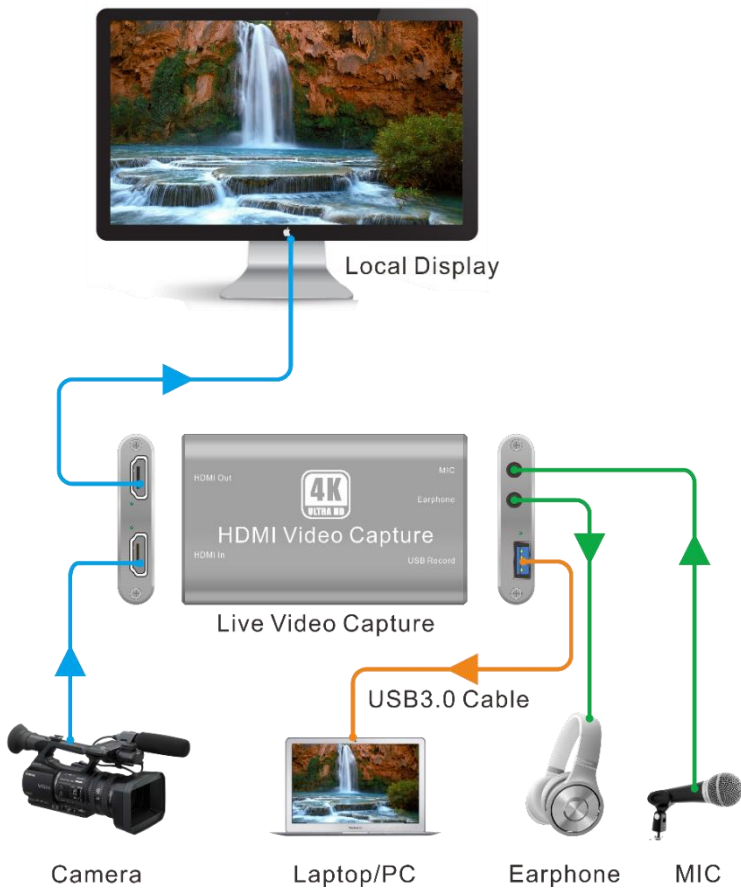 Local Display
HDMI Out
MIC
4K
ULTRA HD
Earphone
HDMI Video Capture
HDMI In
USB Record
Live Video Capture
USB3.0 Cable
Camera
Laptop/PC
Earphone
MIC